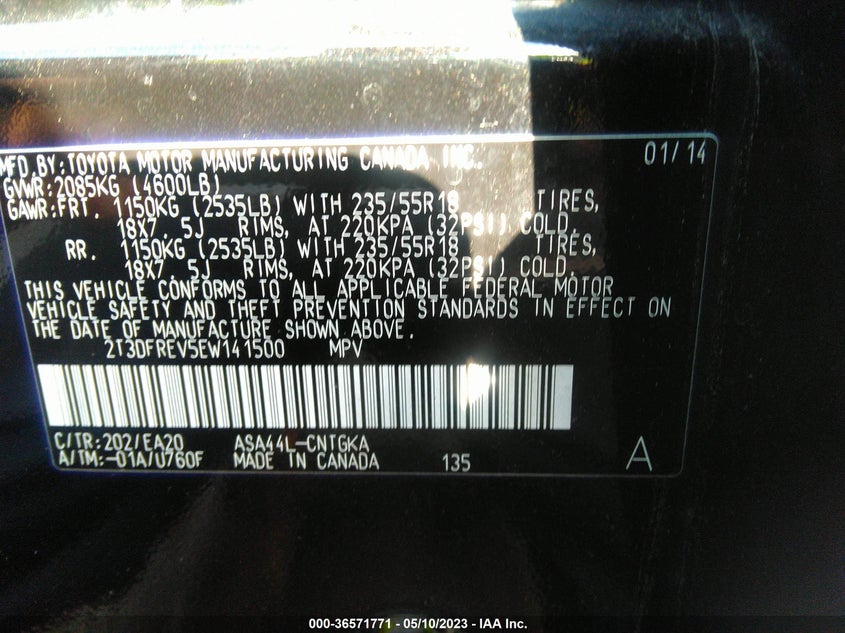 MFD.BY:TOYOTA MOTOR MANUFACTURING CANADA INC. 01/14
GVWR:2085KG (4600LB)
GAWR:FRT. 1150KG (2535LB) WITH 235/55R18 TIRES,
18X7.5J RIMS, AT 220KPA (32PSI) COLD.
RR. 1150KG (2535LB) WITH 235/55R18 TIRES,
18X7.5J RIMS, AT 220KPA (32PSI) COLD.
THIS VEHICLE CONFORMS TO ALL APPLICABLE FEDERAL MOTOR
VEHICLE SAFETY AND THEFT PREVENTION STANDARDS IN EFFECT ON
THE DATE OF MANUFACTURE SHOWN ABOVE.
2T3DFREV5EW141500 MPV
C/TR:202/EA20 ASA44L-CNTGKA
A/TM:-01A/U760F MADE IN CANADA 135 A
000-36571771 - 05/10/2023 - IAA Inc.